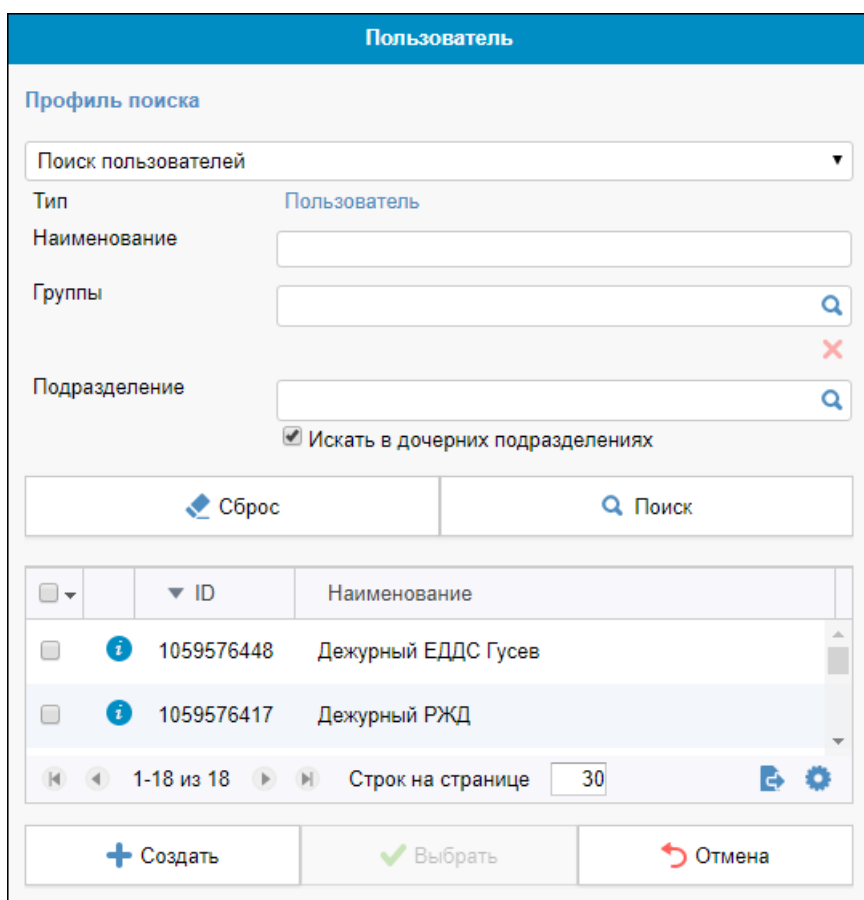 Пользователь
Профиль поиска
Поиск пользователей
Тип Пользователь
Наименование
Группы
Подразделение
Искать в дочерних подразделениях
Сброс Поиск
ID Наименование
1059576448 Дежурный ЕДДС Гусев
1059576417 Дежурный РЖД
1-18 из 18 Строк на странице 30
Создать Выбрать Отмена